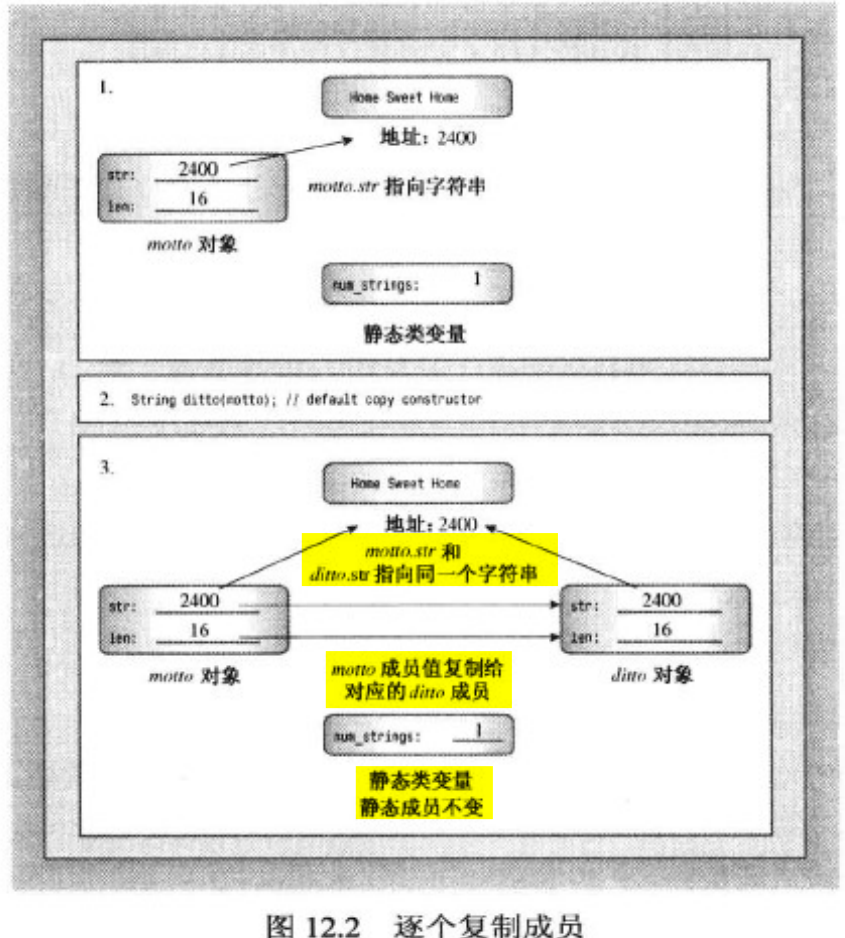 1.
Home Sweet Home
地址：2400
str: 2400
len: 16
motto.str 指向字符串
motto 对象
num_strings: 1
静态类变量
2. String ditto(motto); // default copy constructor
3.
Home Sweet Home
地址：2400
motto.str 和
ditto.str 指向同一个字符串
str: 2400
len: 16
str: 2400
len: 16
motto 对象
motto 成员值复制给
对应的 ditto 成员
ditto 对象
num_strings: 1
静态类变量
静态成员不变
图 12.2 逐个复制成员